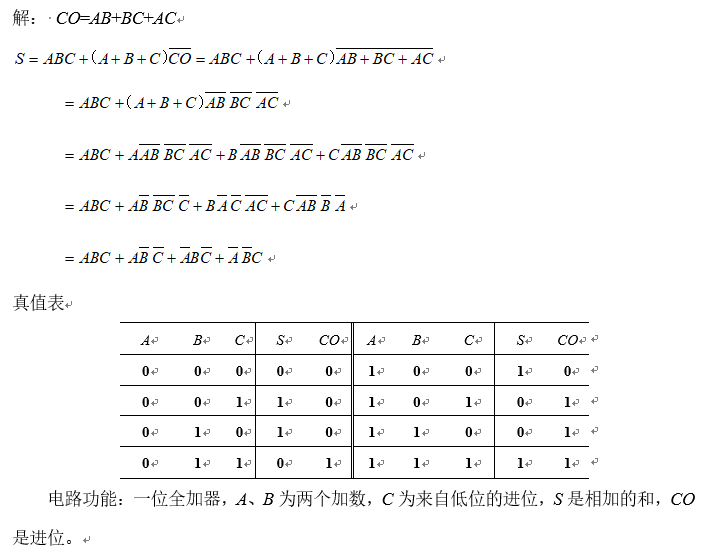 解： CO=AB+BC+AC
S = ABC +（A + B + C)\overline{CO} = ABC +（A + B + C)\overline{AB + BC + AC}
= ABC +（A + B + C)\overline{AB} \overline{BC} \overline{AC}
= ABC + A\overline{AB} \overline{BC} \overline{AC} + B\overline{AB} \overline{BC} \overline{AC} + C\overline{AB} \overline{BC} \overline{AC}
= ABC + A\overline{B} \overline{BC} \overline{C} + B\overline{A} \overline{C} \overline{AC} + C\overline{AB} \overline{B} \overline{A}
= ABC + A\overline{B} \overline{C} + \overline{A}B\overline{C} + \overline{A} \overline{B}C
真值表
A B C S CO A B C S CO
0 0 0 0 0 1 0 0 1 0
0 0 1 1 0 1 0 1 0 1
0 1 0 1 0 1 1 0 0 1
0 1 1 0 1 1 1 1 1 1
电路功能：一位全加器，A、B 为两个加数，C 为来自低位的进位，S 是相加的和，CO
是进位。